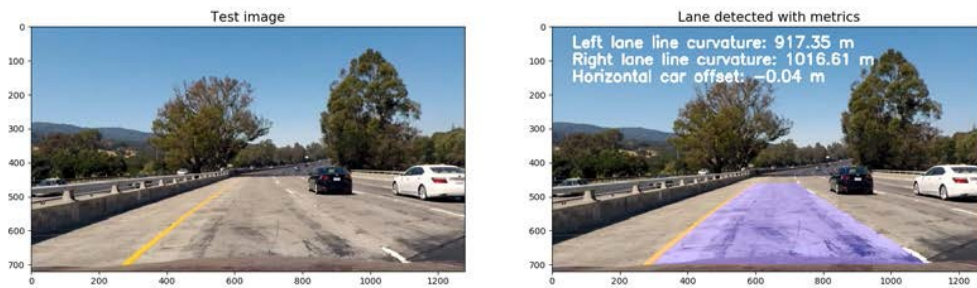 Test image
0
100
200
300
400
500
600
700
0 200 400 600 800 1000 1200
Lane detected with metrics
Left lane line curvature: 917.35 m
Right lane line curvature: 1016.61 m
Horizontal car offset: -0.04 m
0
100
200
300
400
500
600
700
0 200 400 600 800 1000 1200